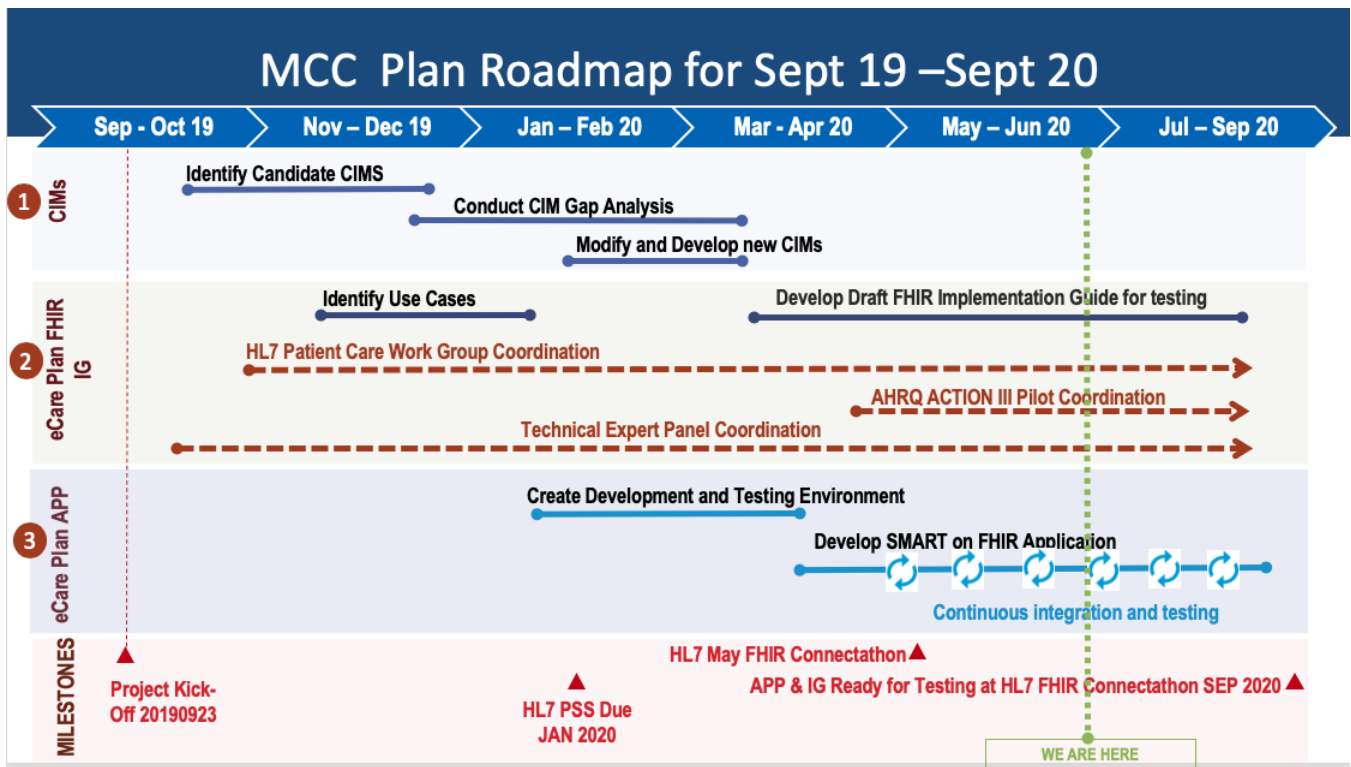 MCC Plan Roadmap for Sept 19 –Sept 20
Sep - Oct 19
Nov – Dec 19
Jan – Feb 20
Mar - Apr 20
May – Jun 20
Jul – Sep 20
1
CIMs
Identify Candidate CIMS
Conduct CIM Gap Analysis
Modify and Develop new CIMs
2
eCare Plan FHIR
IG
Identify Use Cases
Develop Draft FHIR Implementation Guide for testing
HL7 Patient Care Work Group Coordination
AHRQ ACTION III Pilot Coordination
Technical Expert Panel Coordination
3
eCare Plan APP
Create Development and Testing Environment
Develop SMART on FHIR Application
Continuous integration and testing
MILESTONES
Project Kick-
Off 20190923
HL7 PSS Due
JAN 2020
HL7 May FHIR Connectathon
APP & IG Ready for Testing at HL7 FHIR Connectathon SEP 2020
WE ARE HERE